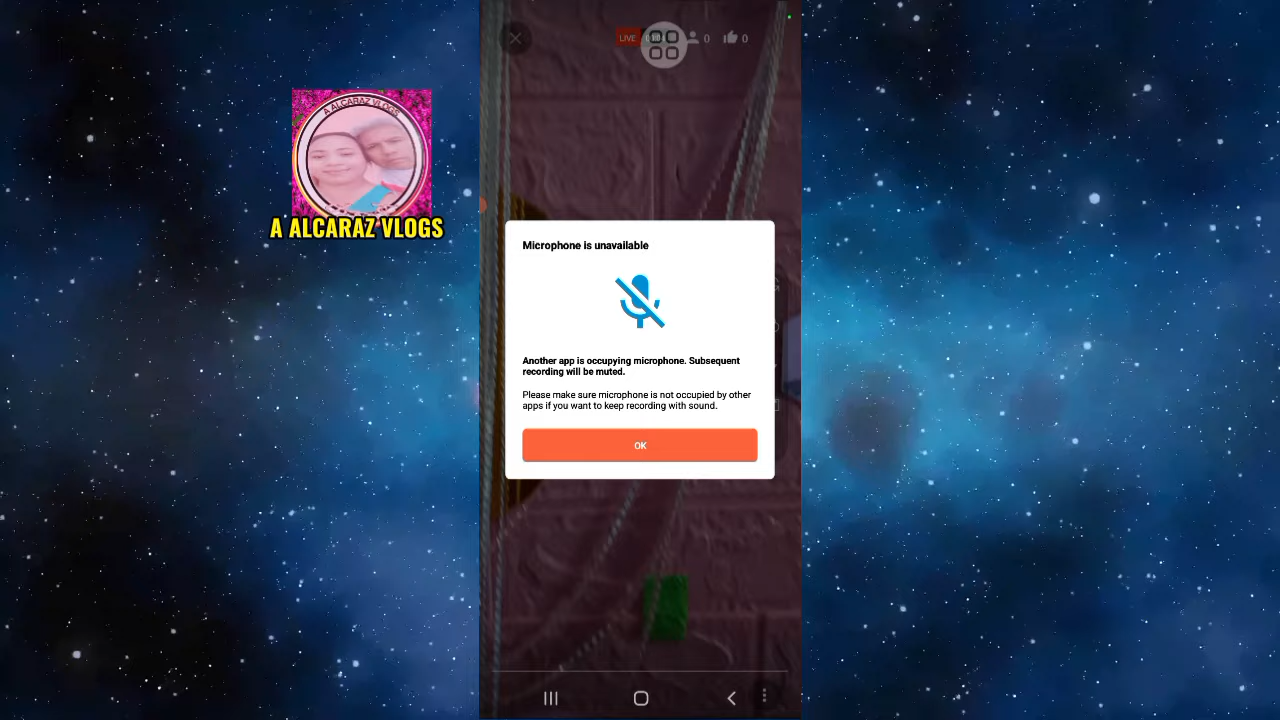 LIVE
0
0
A ALCARAZ VLOGS
A ALCARAZ VLOGS
Microphone is unavailable
Another app is occupying microphone. Subsequent
recording will be muted.
Please make sure microphone is not occupied by other
apps if you want to keep recording with sound.
OK